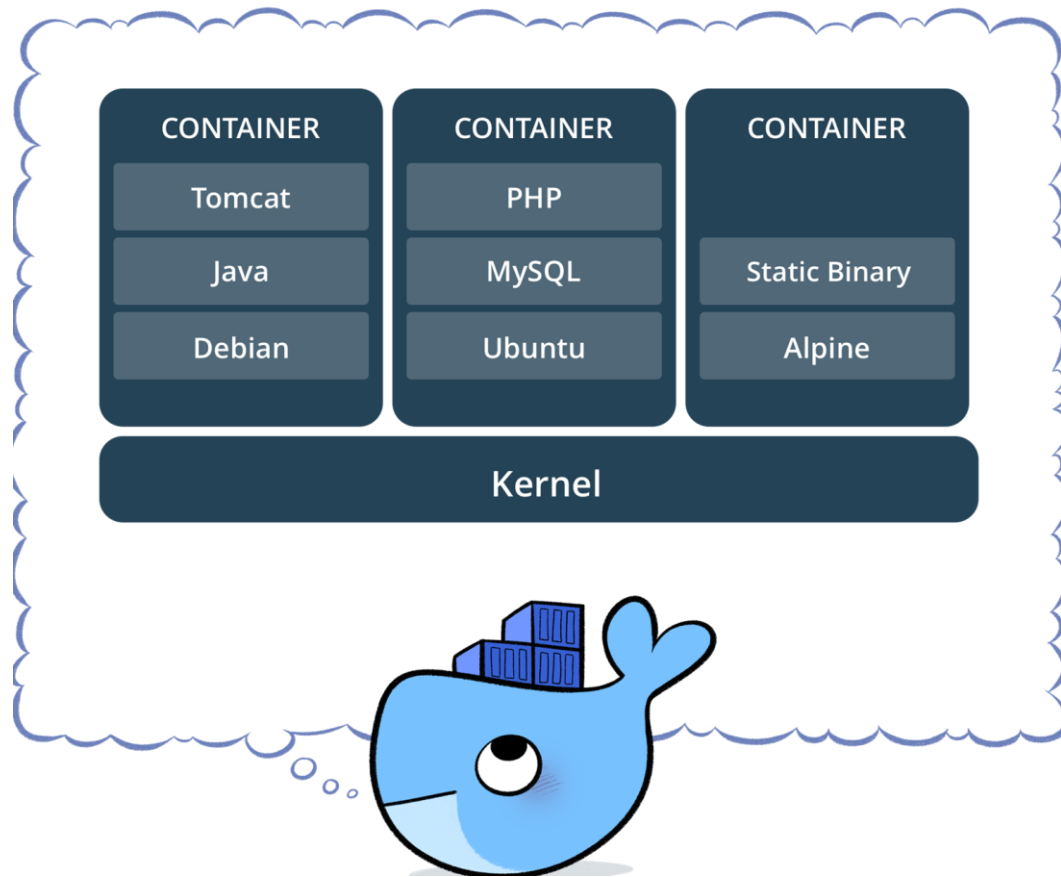 CONTAINER
Tomcat
Java
Debian
CONTAINER
PHP
MySQL
Ubuntu
CONTAINER
Static Binary
Alpine
Kernel